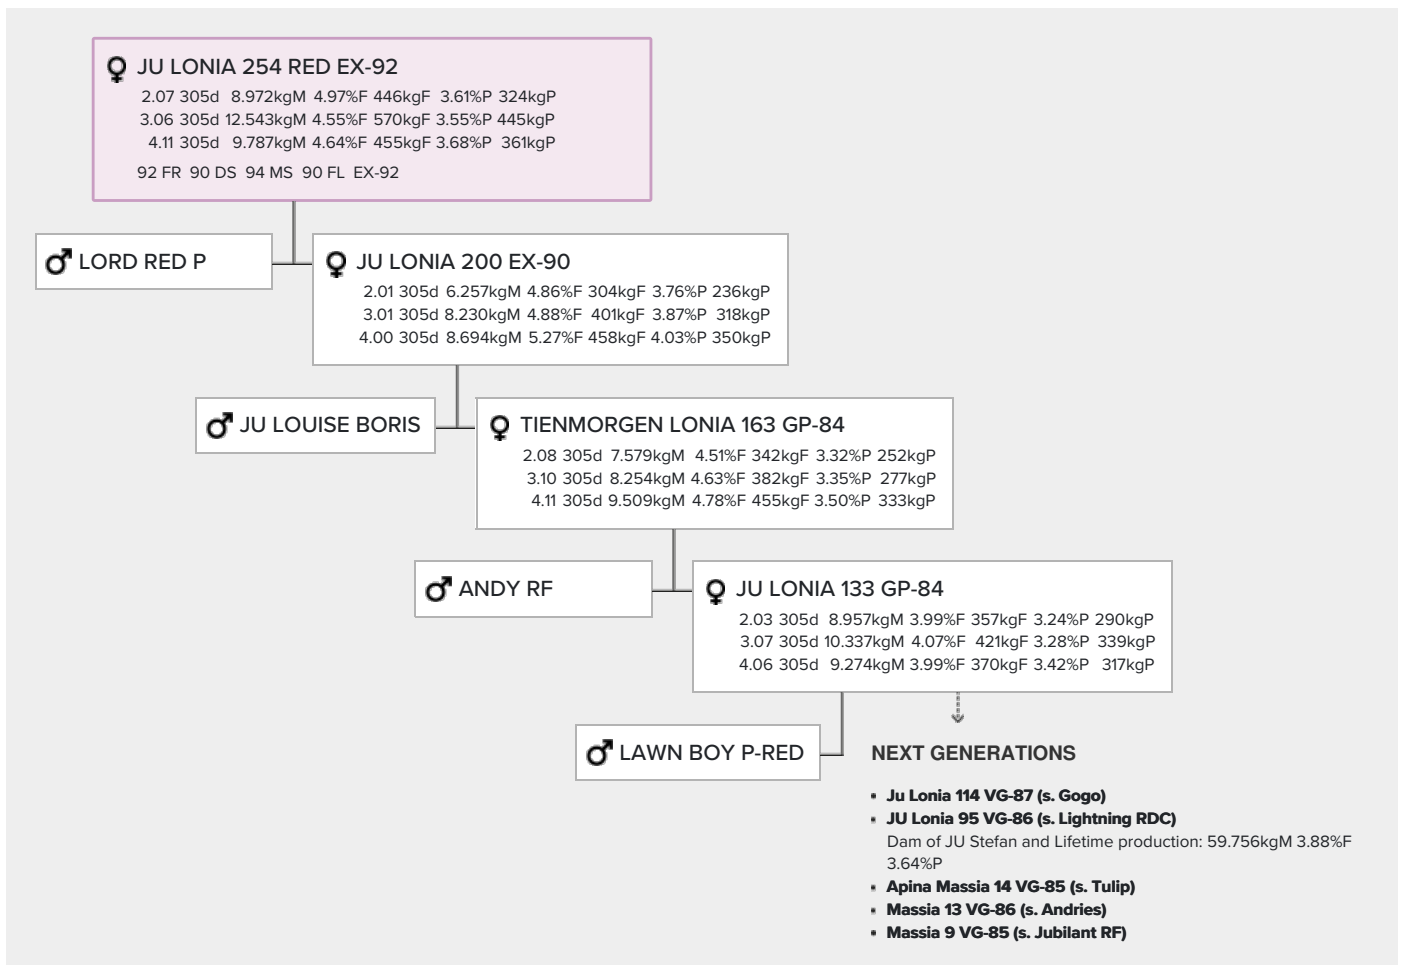 JU LONIA 254 RED EX-92
2.07 305d 8.972kgM 4.97%F 446kgF 3.61%P 324kgP
3.06 305d 12.543kgM 4.55%F 570kgF 3.55%P 445kgP
4.11 305d 9.787kgM 4.64%F 455kgF 3.68%P 361kgP
92 FR 90 DS 94 MS 90 FL EX-92
LORD RED P
JU LONIA 200 EX-90
2.01 305d 6.257kgM 4.86%F 304kgF 3.76%P 236kgP
3.01 305d 8.230kgM 4.88%F 401kgF 3.87%P 318kgP
4.00 305d 8.694kgM 5.27%F 458kgF 4.03%P 350kgP
JU LOUISE BORIS
TIENMORGEN LONIA 163 GP-84
2.08 305d 7.579kgM 4.51%F 342kgF 3.32%P 252kgP
3.10 305d 8.254kgM 4.63%F 382kgF 3.35%P 277kgP
4.11 305d 9.509kgM 4.78%F 455kgF 3.50%P 333kgP
ANDY RF
JU LONIA 133 GP-84
2.03 305d 8.957kgM 3.99%F 357kgF 3.24%P 290kgP
3.07 305d 10.337kgM 4.07%F 421kgF 3.28%P 339kgP
4.06 305d 9.274kgM 3.99%F 370kgF 3.42%P 317kgP
LAWN BOY P-RED
NEXT GENERATIONS
Ju Lonia 114 VG-87 (s. Gogo)
JU Lonia 95 VG-86 (s. Lightning RDC)
Dam of JU Stefan and Lifetime production: 59.756kgM 3.88%F
3.64%P
Apina Massia 14 VG-85 (s. Tulip)
Massia 13 VG-86 (s. Andries)
Massia 9 VG-85 (s. Jubilant RF)